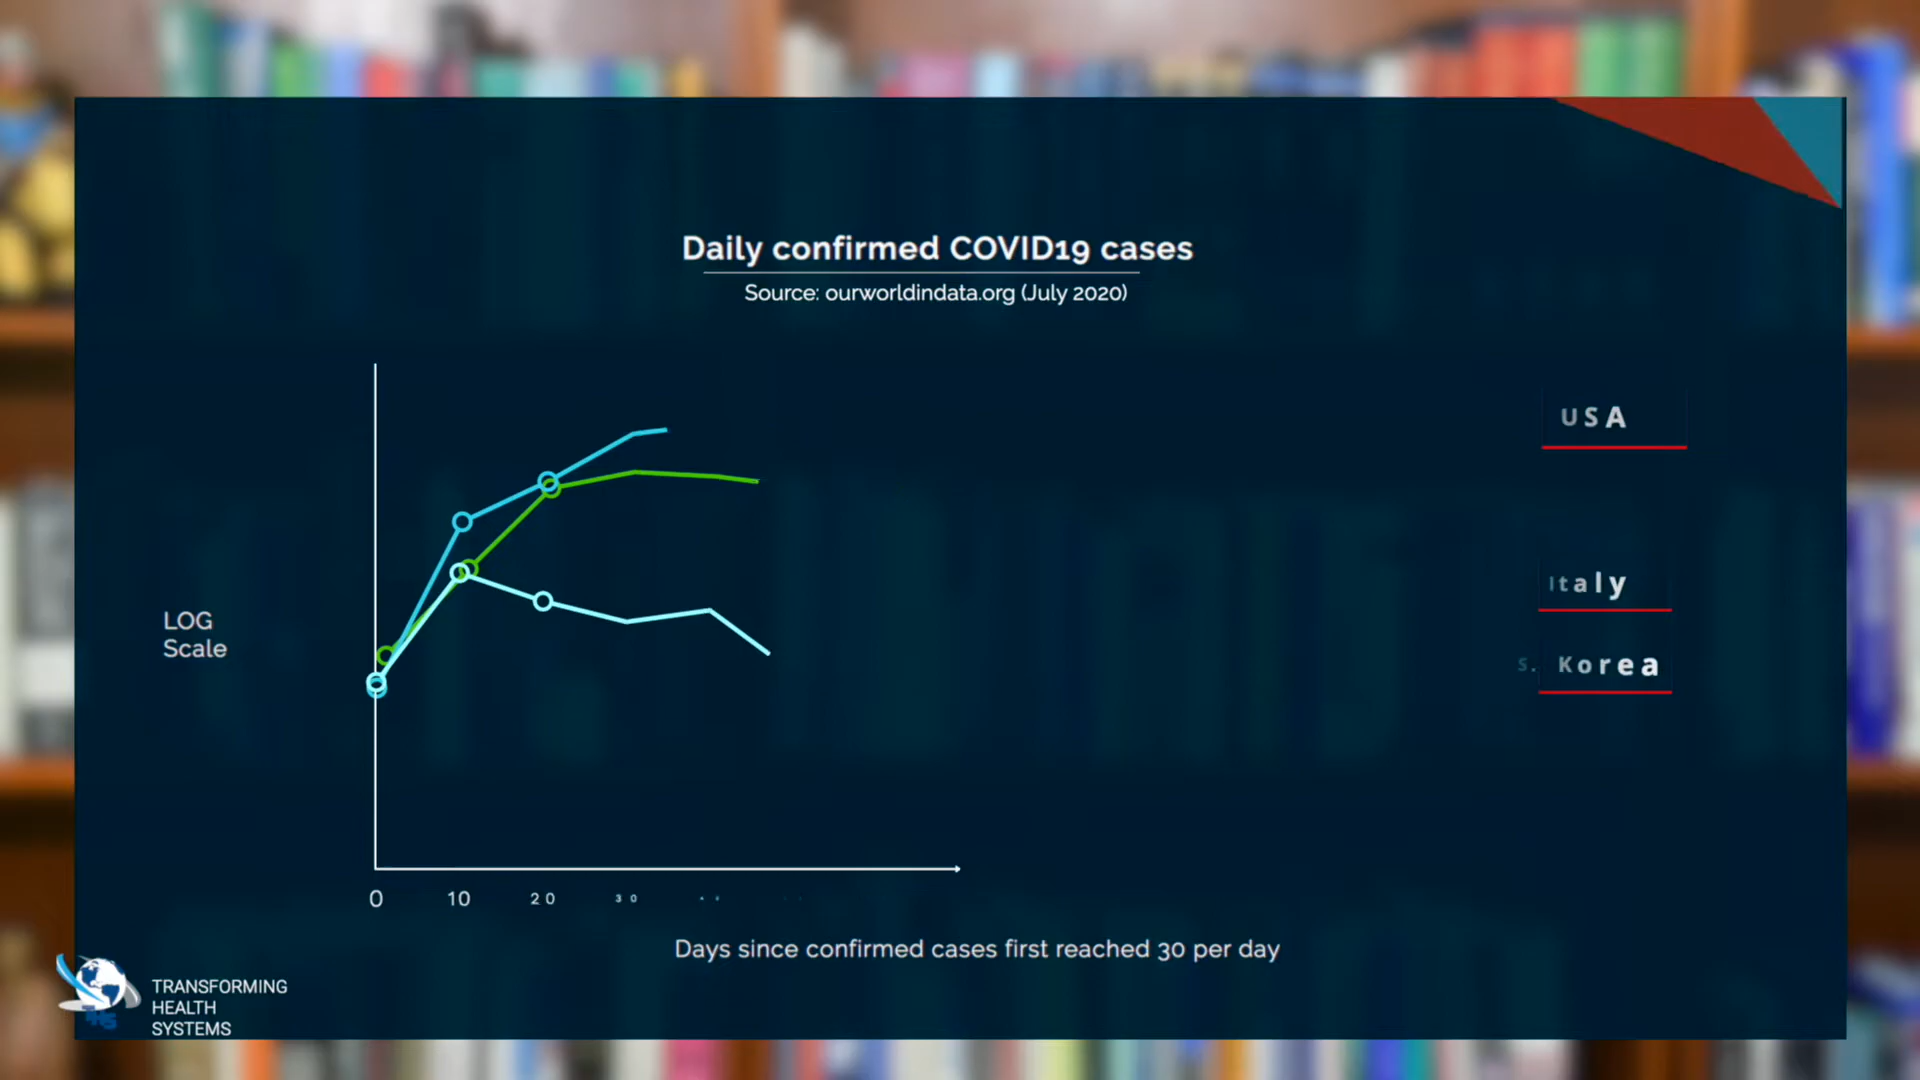 Daily confirmed COVID19 cases
Source: ourworldindata.org (July 2020)
USA
Italy
LOG
Scale
S. Korea
0 10 20 30
Days since confirmed cases first reached 30 per day
TRANSFORMING
HEALTH
SYSTEMS